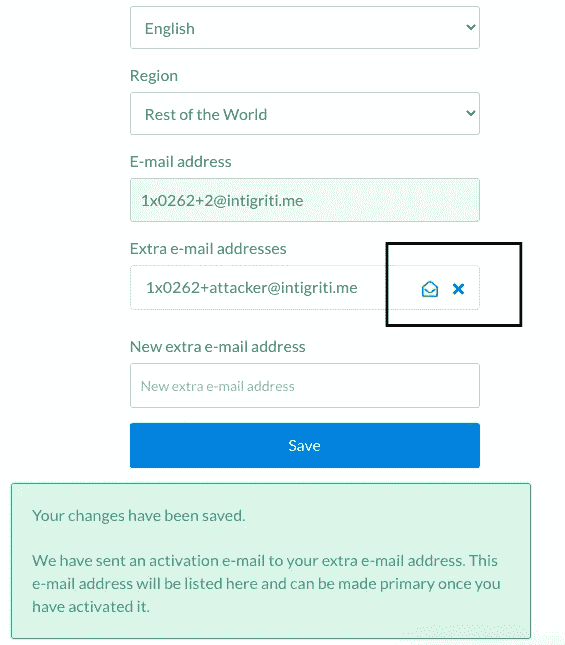 English
Region
Rest of the World
E-mail address
1x0262+2@intigriti.me
Extra e-mail addresses
1x0262+attacker@intigriti.me
New extra e-mail address
New extra e-mail address
Save
Your changes have been saved.
We have sent an activation e-mail to your extra e-mail address. This
e-mail address will be listed here and can be made primary once you
have activated it.